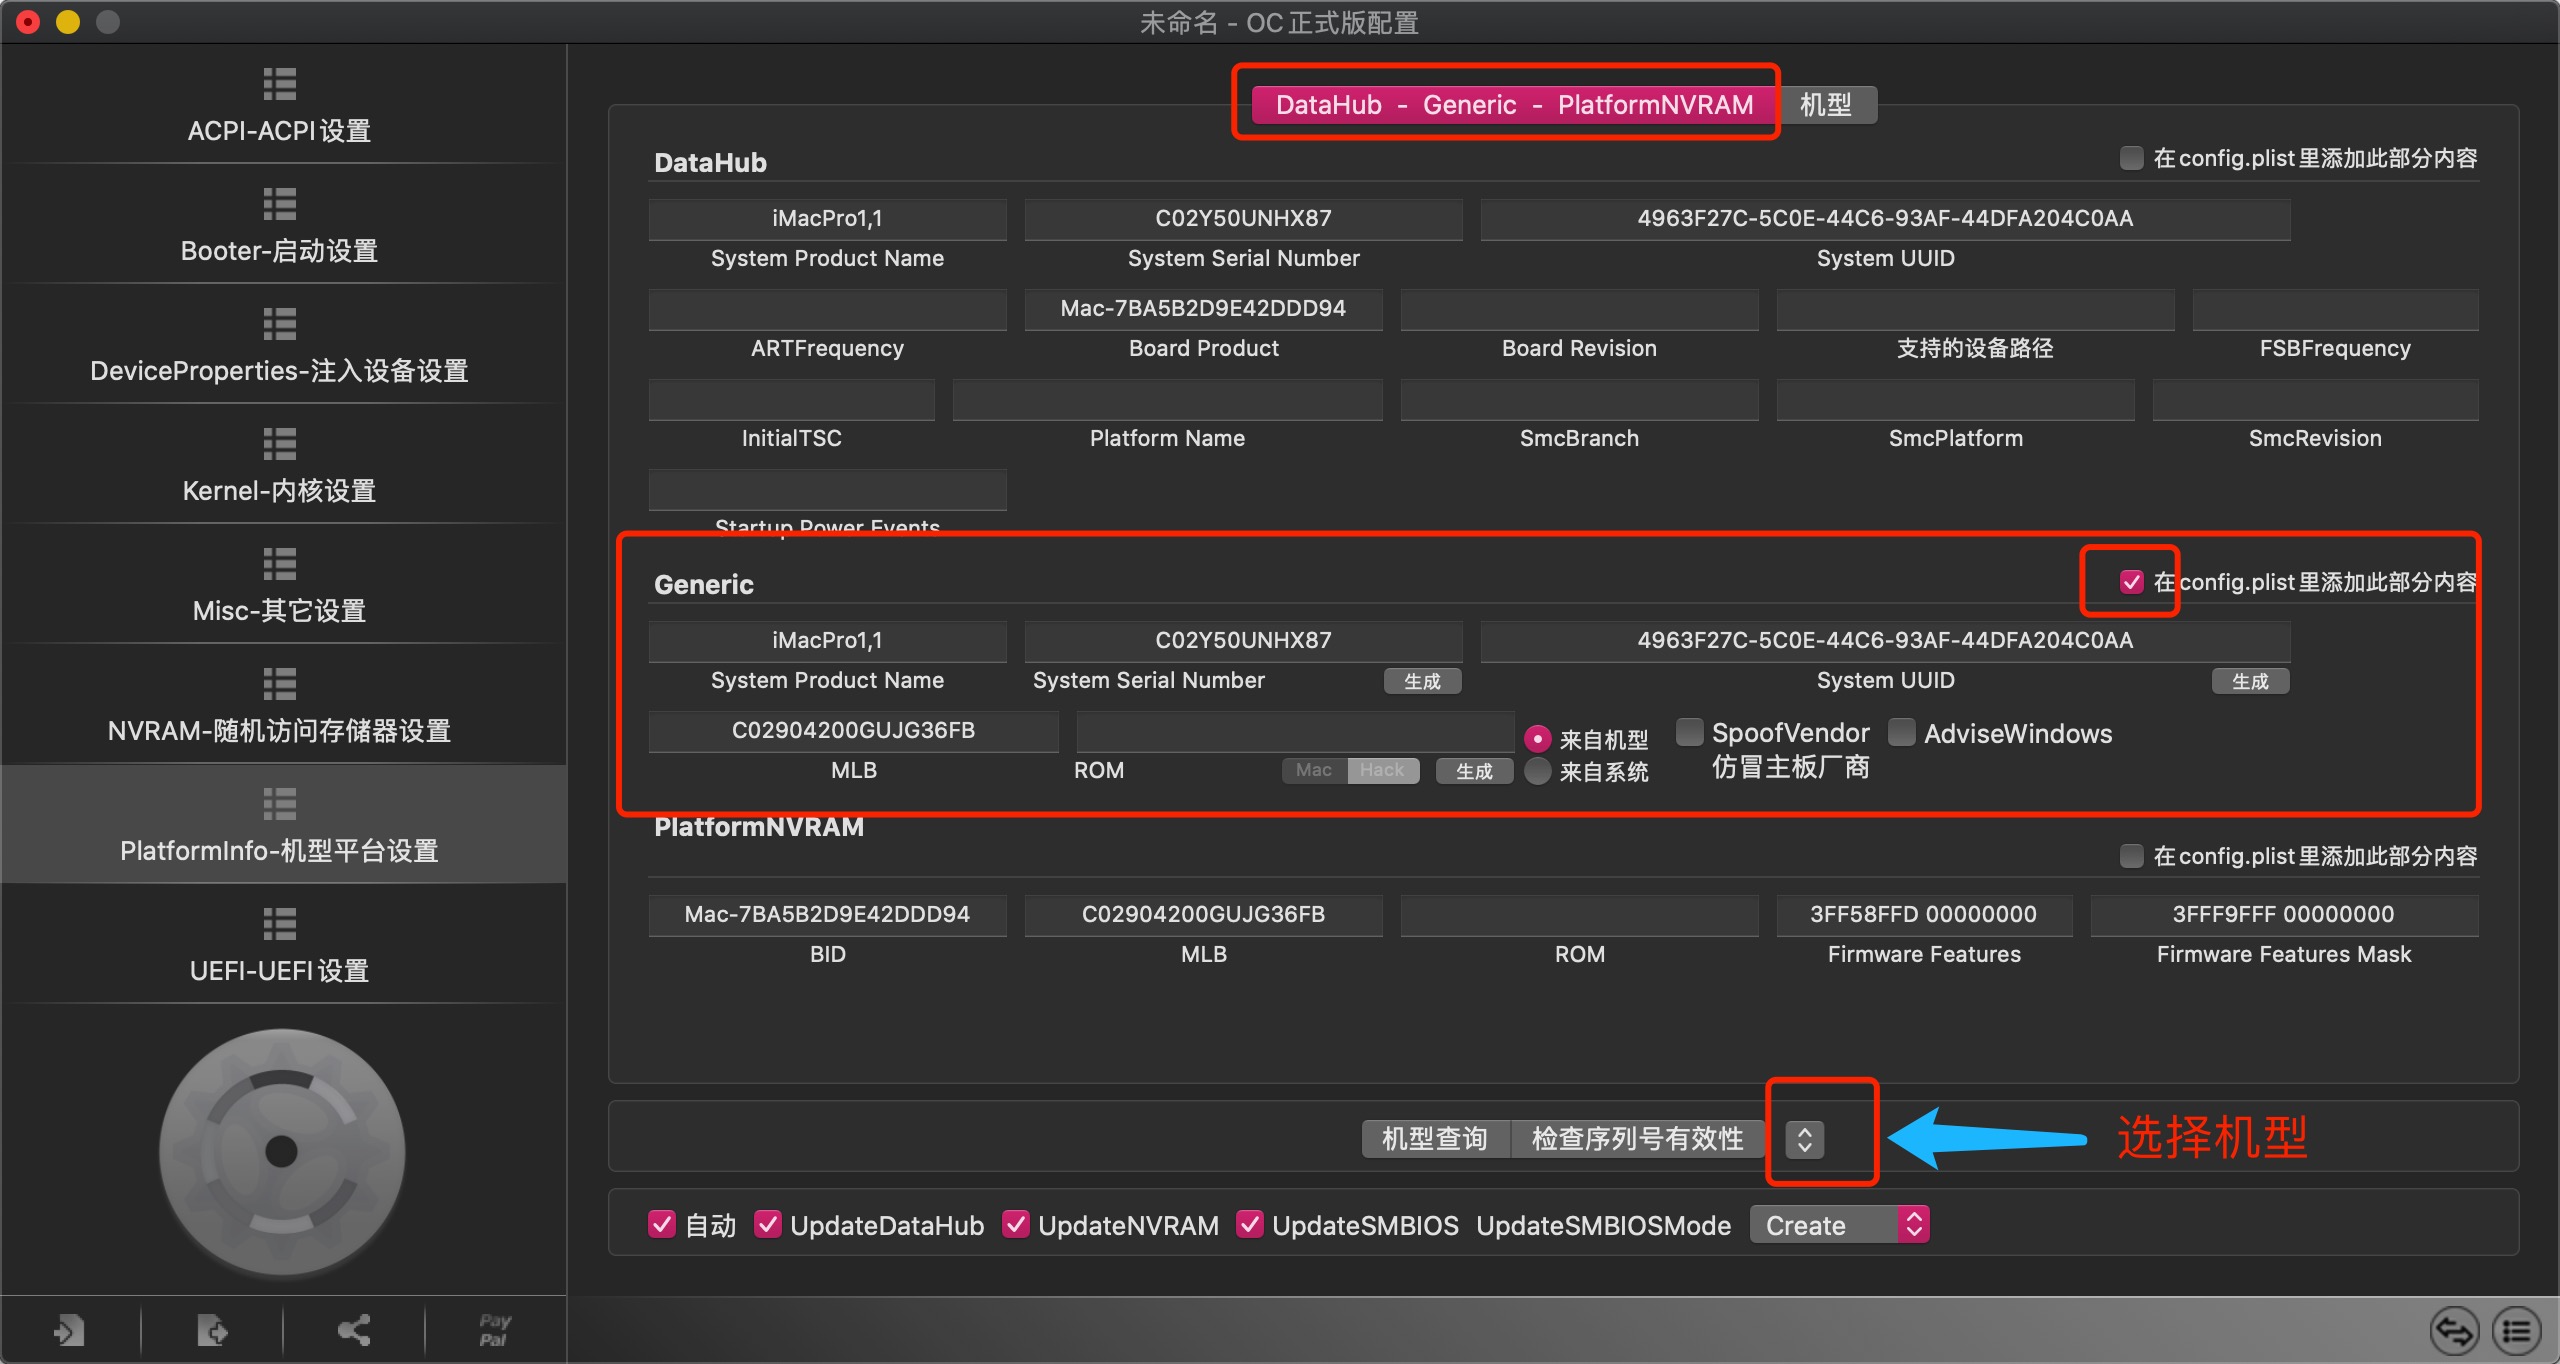 未命名 - OC正式版配置
ACPI-ACPI设置
Booter-启动设置
DeviceProperties-注入设备设置
Kernel-内核设置
Misc-其它设置
NVRAM-随机访问存储器设置
PlatformInfo-机型平台设置
UEFI-UEFI设置
Pay
Pal
DataHub - Generic - PlatformNVRAM 机型
DataHub 在config.plist里添加此部分内容
iMacPro1,1 C02Y50UNHX87 4963F27C-5C0E-44C6-93AF-44DFA204C0AA
System Product Name System Serial Number System UUID
Mac-7BA5B2D9E42DDD94
ARTFrequency Board Product Board Revision 支持的设备路径 FSBFrequency
InitialTSC Platform Name SmcBranch SmcPlatform SmcRevision
Startup Power Events
Generic 在config.plist里添加此部分内容
iMacPro1,1 C02Y50UNHX87 4963F27C-5C0E-44C6-93AF-44DFA204C0AA
System Product Name System Serial Number 生成 System UUID 生成
C02904200GUJG36FB 来自机型 SpoofVendor AdviseWindows
MLB ROM Mac Hack 生成 来自系统 仿冒主板厂商
PlatformNVRAM
在config.plist里添加此部分内容
Mac-7BA5B2D9E42DDD94 C02904200GUJG36FB 3FF58FFD 00000000 3FFF9FFF 00000000
BID MLB ROM Firmware Features Firmware Features Mask
机型查询 检查序列号有效性 选择机型
自动 UpdateDataHub UpdateNVRAM UpdateSMBIOS UpdateSMBIOSMode Create